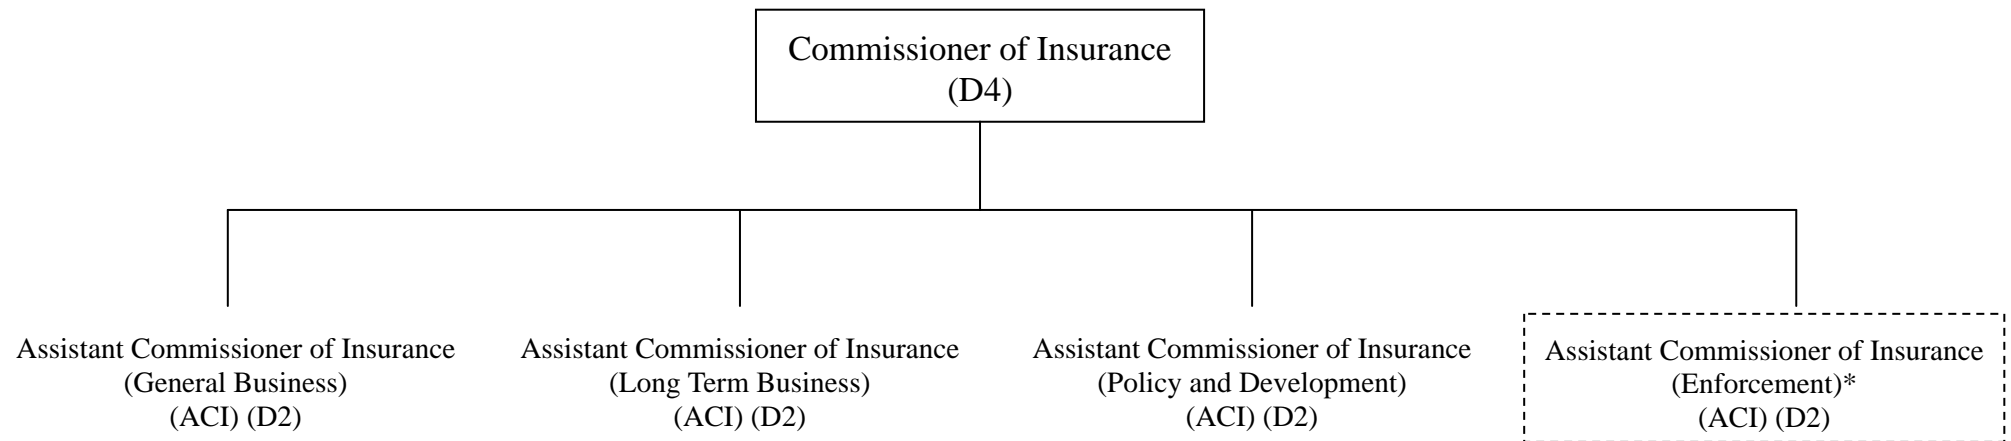 Commissioner of Insurance
(D4)
Assistant Commissioner of Insurance
(General Business)
(ACI) (D2)
Assistant Commissioner of Insurance
(Long Term Business)
(ACI) (D2)
Assistant Commissioner of Insurance
(Policy and Development)
(ACI) (D2)
Assistant Commissioner of Insurance
(Enforcement)*
(ACI) (D2)